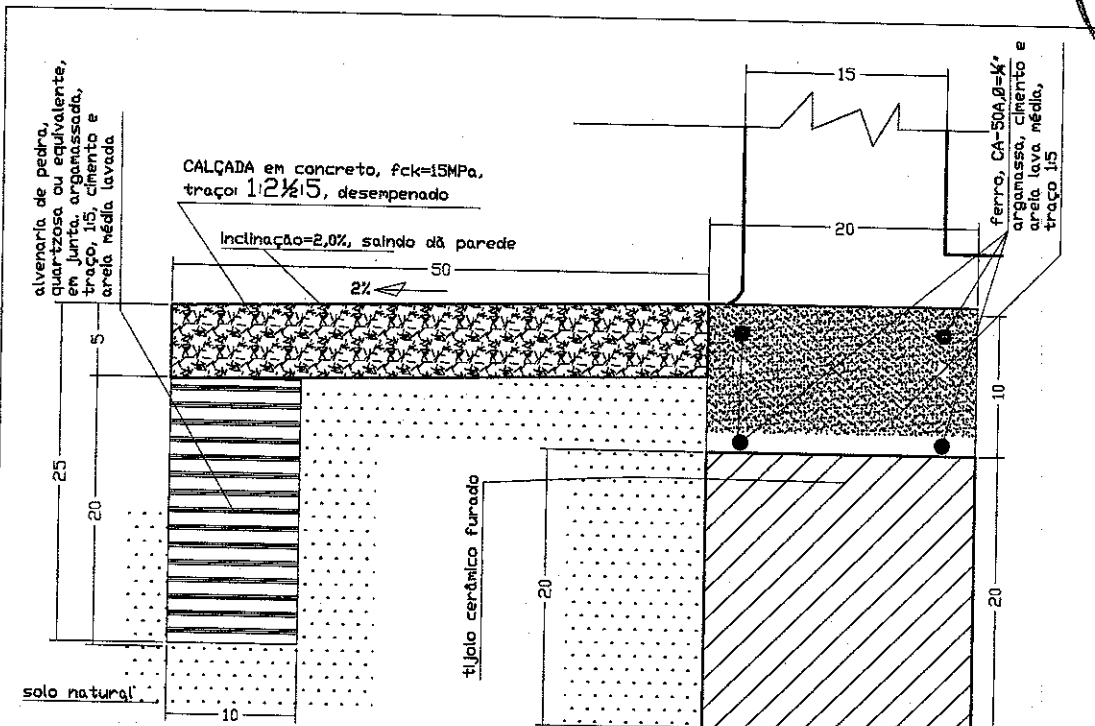 alvenaria de pedra,
quartzosa ou equivalente,
em junta. argamassada,
traço, 1:5, cimento e
areia média lavada
CALÇADA em concreto, fck=15MPa,
traço: 1:2½:5, desempenado
Inclinação=2,0%, saindo dã parede
50
2%
15
20
ferro, CA-50A,Ø=¼"
argamassa, cimento e
areia lava média,
traço 1:5
5
25
20
10
tijolo cerâmico furado
20
20
solo natural
10